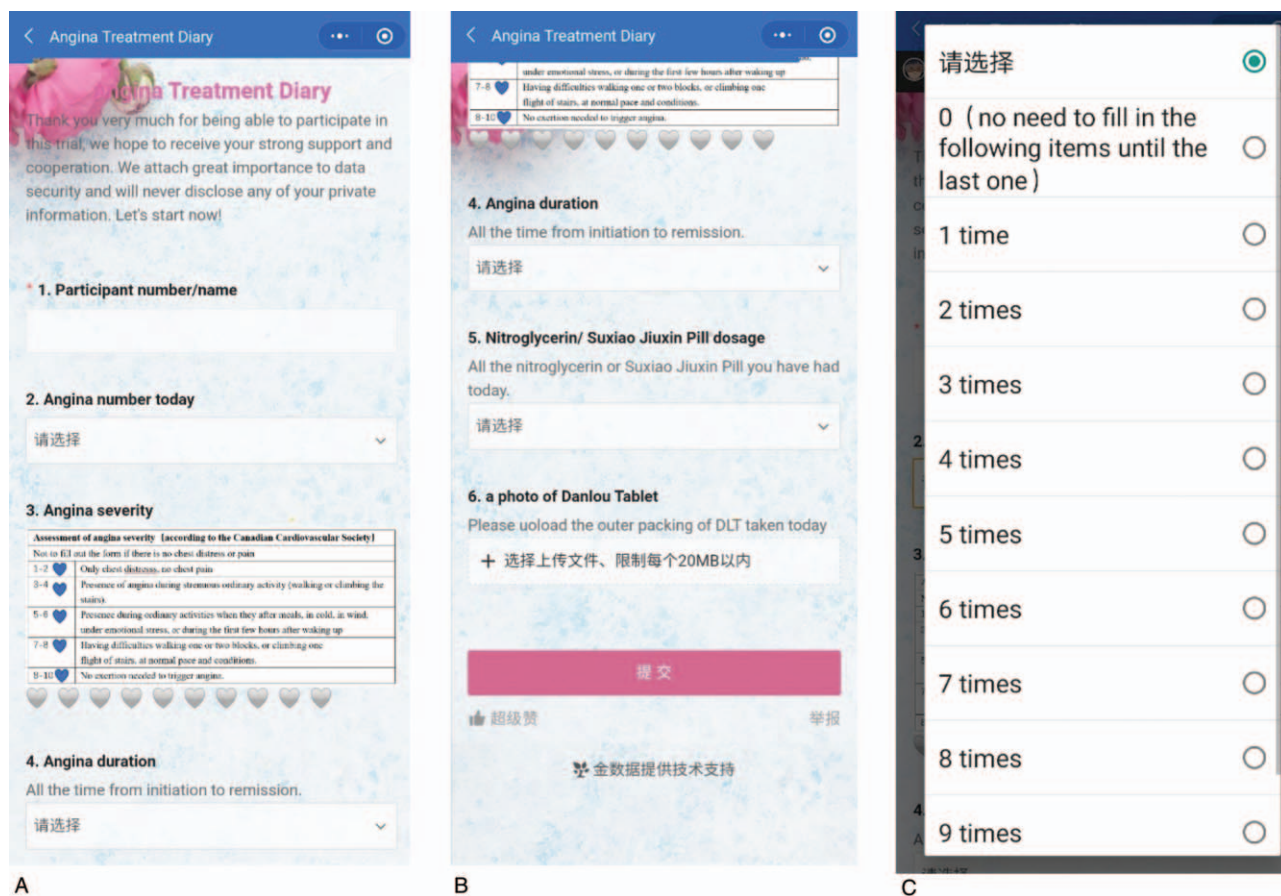 Angina Treatment Diary
Angina Treatment Diary
Thank you very much for being able to participate in
this trial, we hope to receive your strong support and
cooperation. We attach great importance to data
security and will never disclose any of your private
information. Let's start now!
* 1. Participant number/name
2. Angina number today
请选择
3. Angina severity
Assessment of angina severity [according to the Canadian Cardiovascular Society]
Not to fill out the form if there is no chest distress or pain
1-2 Only chest distress, no chest pain
3-4 Presence of angina during strenuous ordinary activity (walking or climbing the
stairs).
5-6 Presence during ordinary activities when they after meals, in cold, in wind,
under emotional stress, or during the first few hours after waking up
7-8 Having difficulties walking one or two blocks, or climbing one
flight of stairs, at normal pace and conditions.
8-10 No exertion needed to trigger angina.
4. Angina duration
All the time from initiation to remission.
请选择
A
Angina Treatment Diary
under emotional stress, or during the first few hours after waking up
7-8 Having difficulties walking one or two blocks, or climbing one
flight of stairs, at normal pace and conditions.
8-10 No exertion needed to trigger angina.
4. Angina duration
All the time from initiation to remission.
请选择
5. Nitroglycerin/ Suxiao Jiuxin Pill dosage
All the nitroglycerin or Suxiao Jiuxin Pill you have had
today.
请选择
6. a photo of Danlou Tablet
Please uoload the outer packing of DLT taken today
+ 选择上传文件、限制每个20MB以内
提交
超级赞 举报
金数据提供技术支持
B
请选择
0（no need to fill in the
following items until the
last one）
1 time
2 times
3 times
4 times
5 times
6 times
7 times
8 times
9 times
C